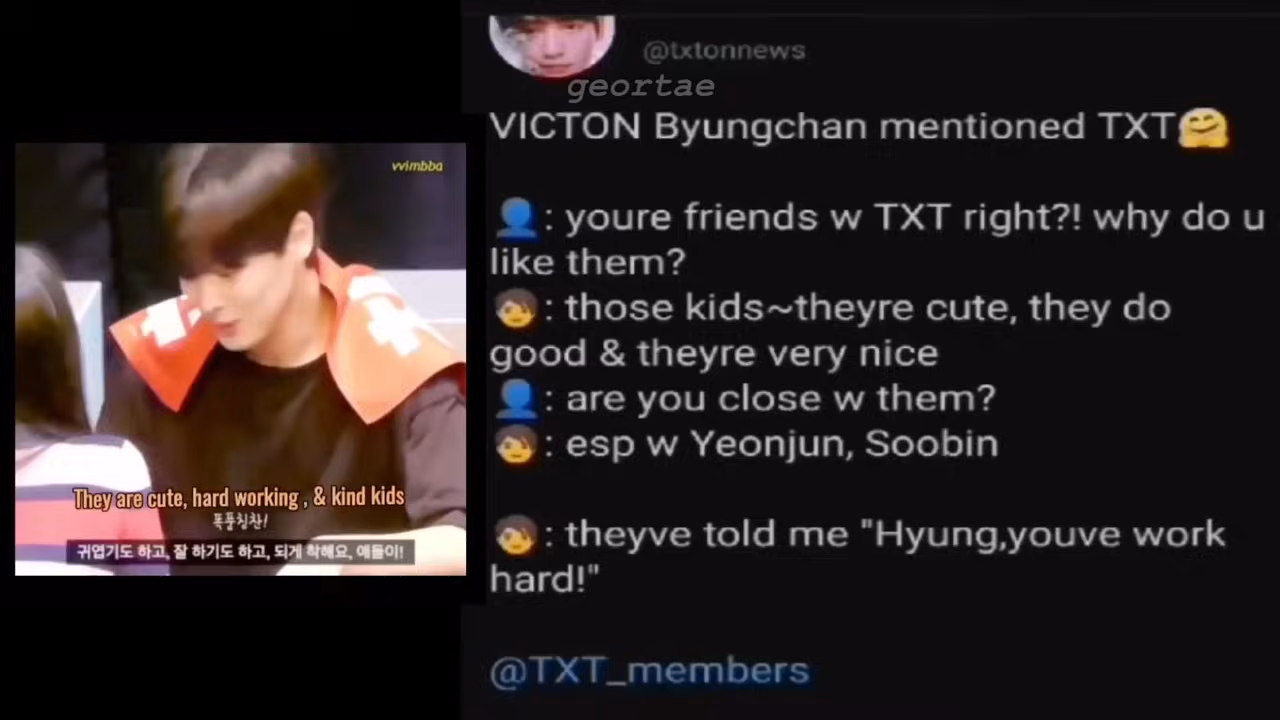 vvimbba
They are cute, hard working , & kind kids
폭풍칭찬!
귀엽기도 하고, 잘 하기도 하고, 되게 착해요, 얘들이!
@txtonnews
geortae
VICTON Byungchan mentioned TXT🤗
👤: youre friends w TXT right?! why do u
like them?
🧑: those kids~theyre cute, they do
good & theyre very nice
👤: are you close w them?
🧑: esp w Yeonjun, Soobin
🧑: theyve told me "Hyung,youve work
hard!"
@TXT_members